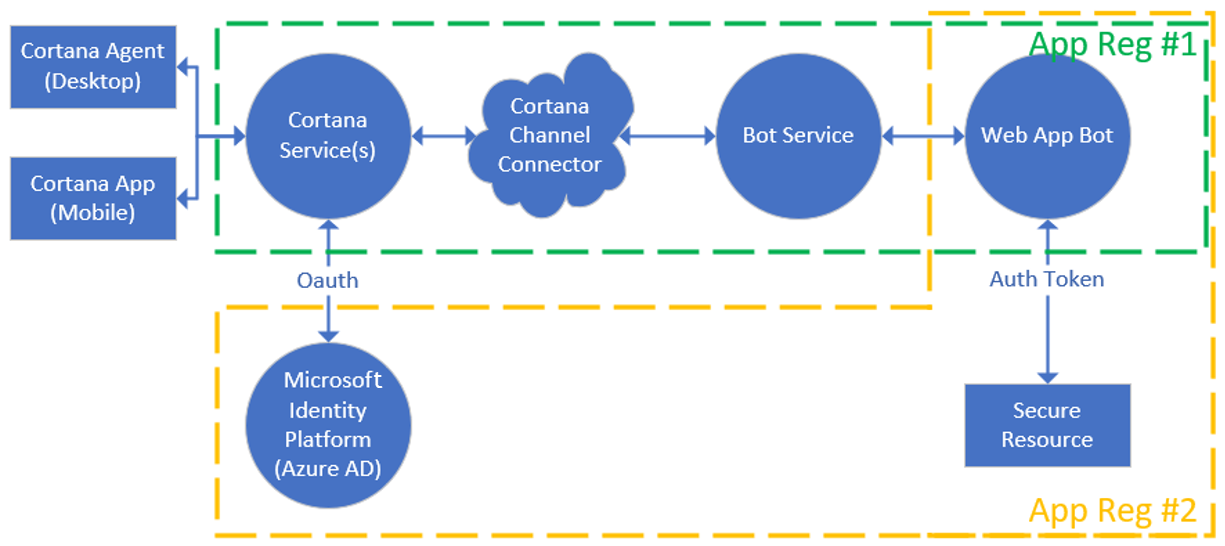 App Reg #1
Cortana Agent
(Desktop)
Cortana App
(Mobile)
Cortana
Service(s)
Cortana
Channel
Connector
Bot Service
Web App Bot
Oauth
Auth Token
Microsoft
Identity
Platform
(Azure AD)
Secure
Resource
App Reg #2